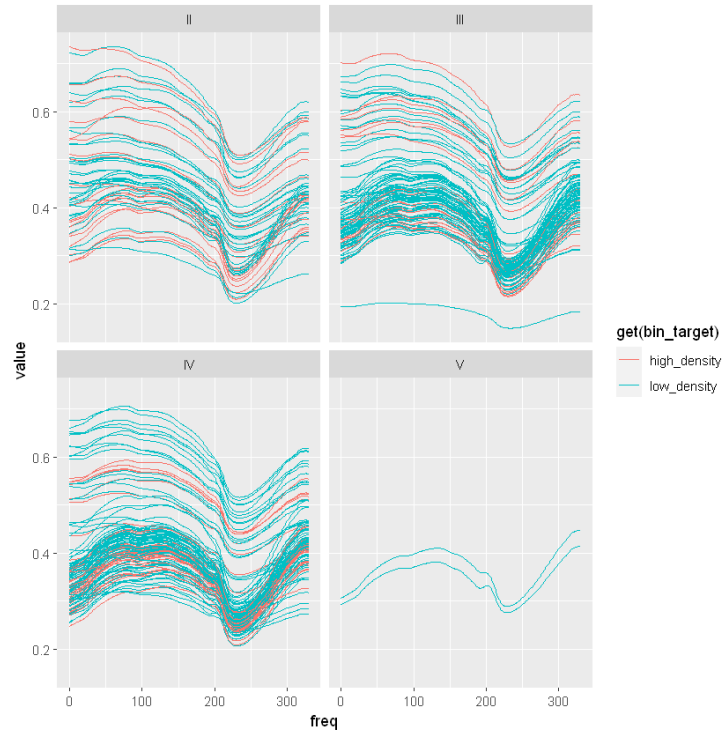 II
III
0.6
0.4
0.2
IV
V
0.6
0.4
0.2
value
0
100
200
300
0
100
200
300
freq
get(bin_target)
high_density
low_density